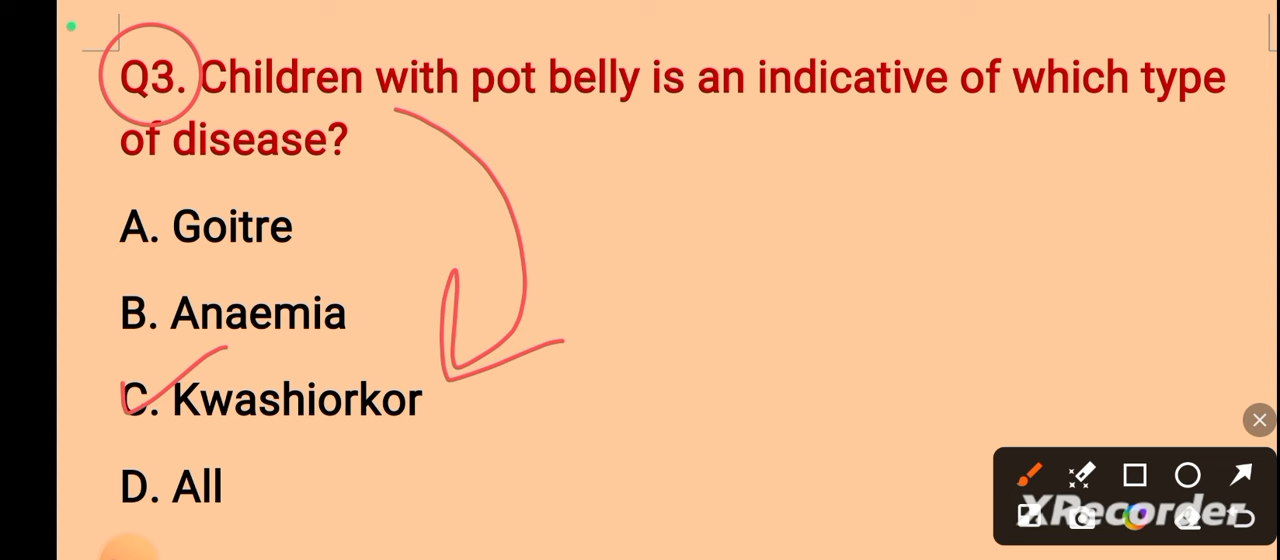 Q3. Children with pot belly is an indicative of which type
of disease?
A. Goitre
B. Anaemia
C. Kwashiorkor
D. All
XRecorder